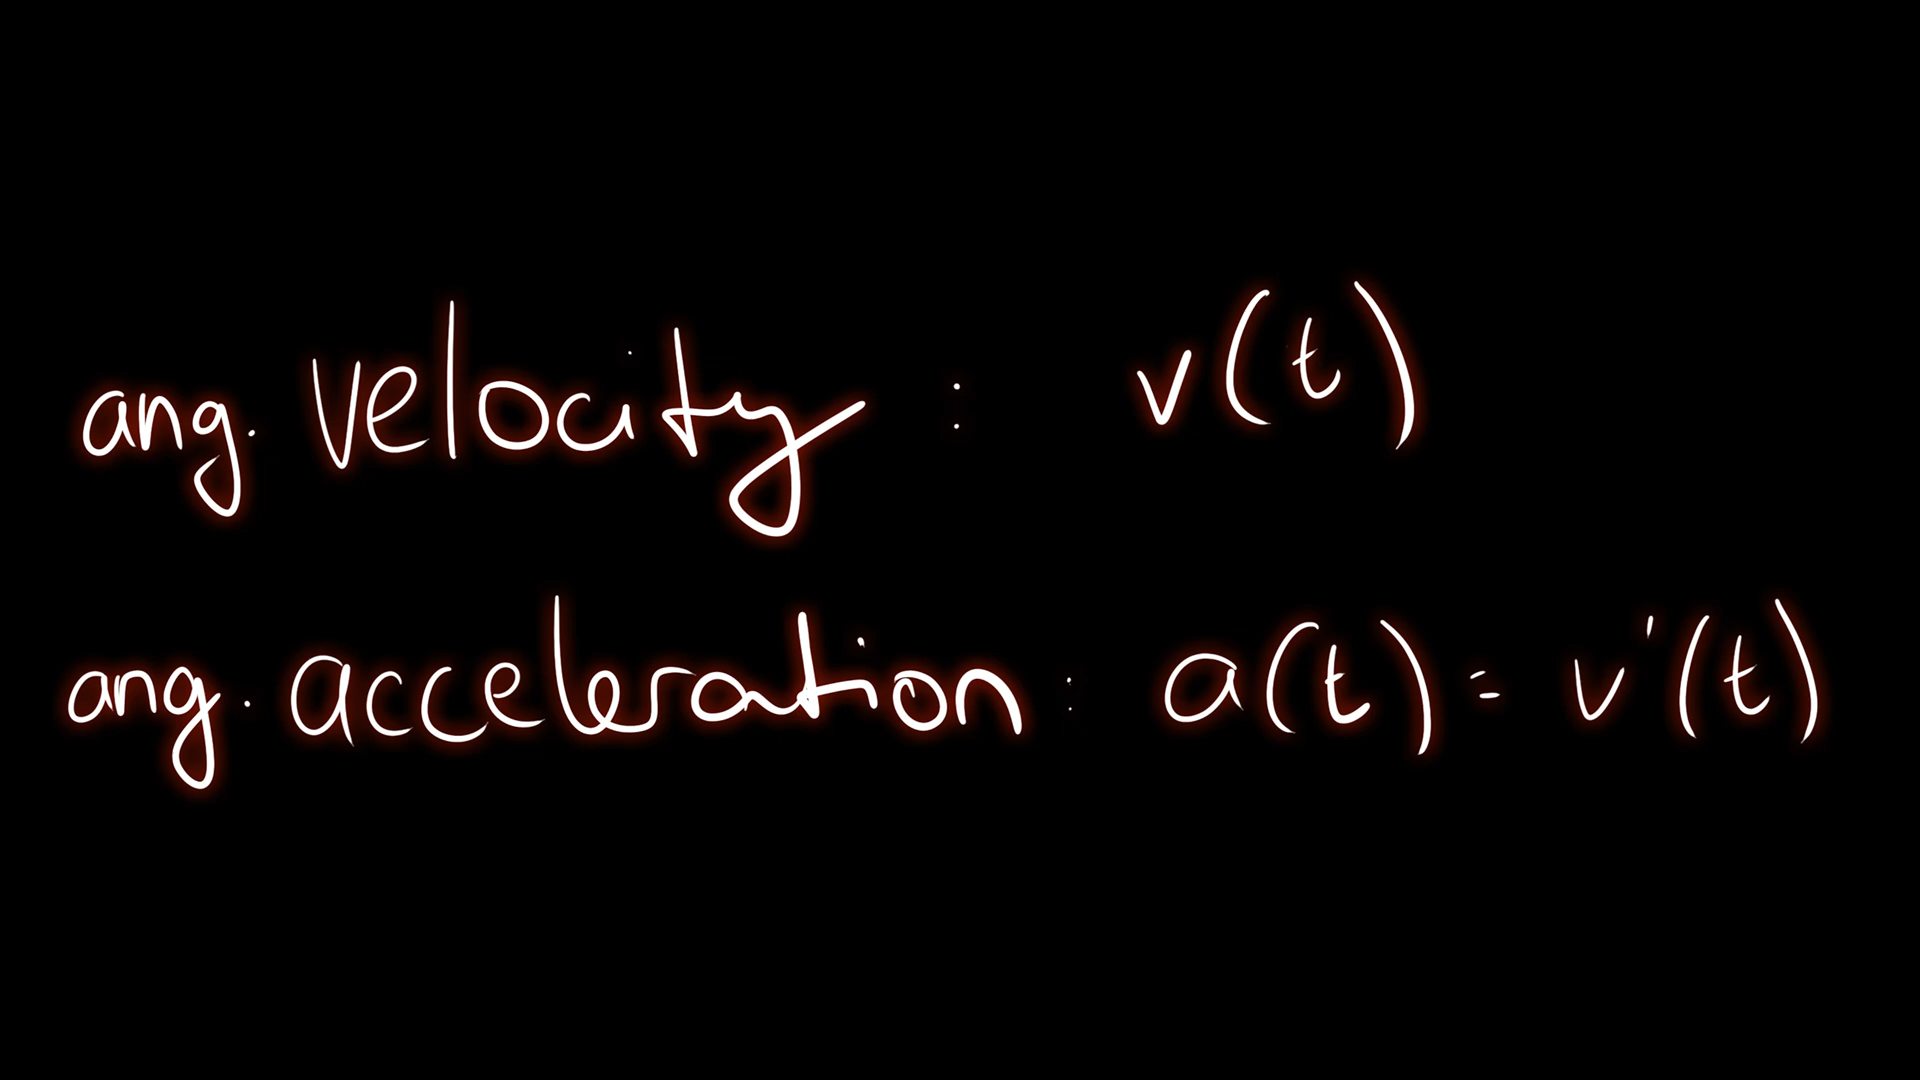 ang. velocity : v(t)
ang. acceleration : a(t) = v'(t)